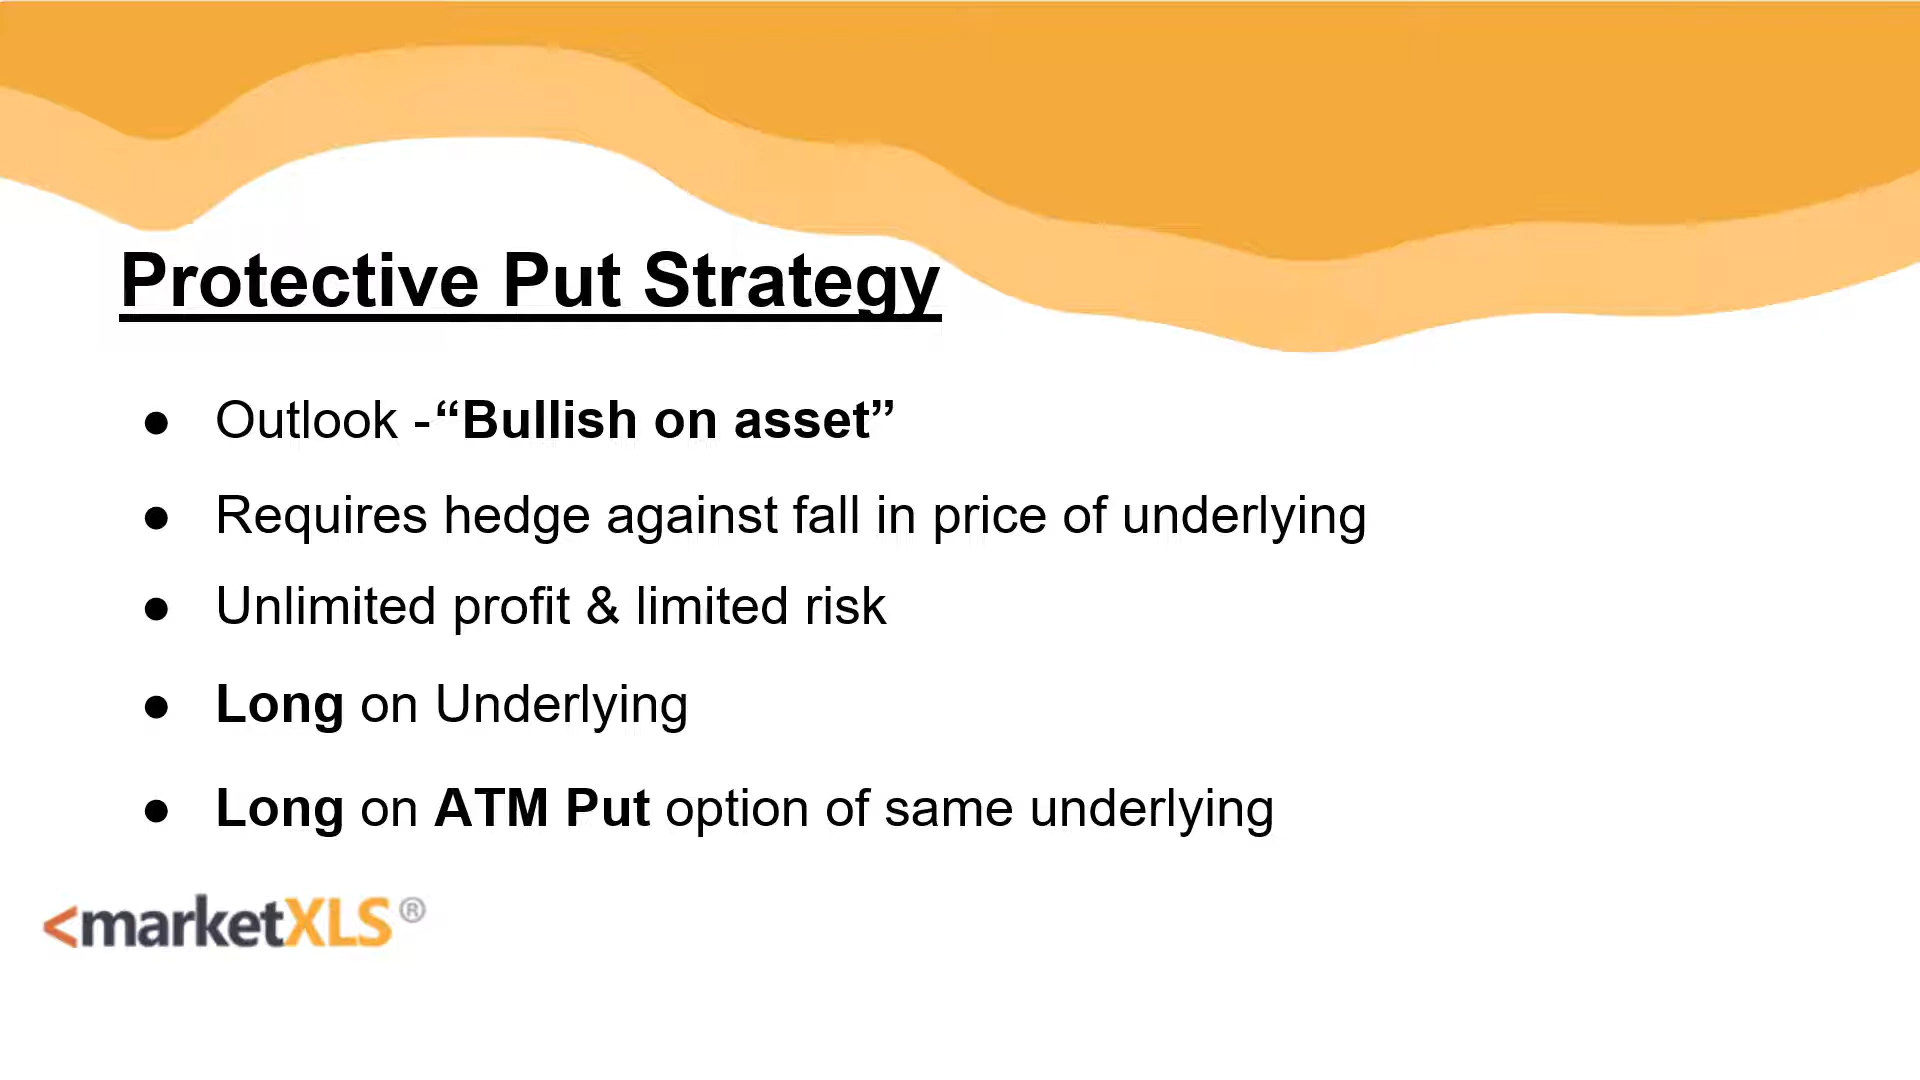 Protective Put Strategy
● Outlook -“Bullish on asset”
● Requires hedge against fall in price of underlying
● Unlimited profit & limited risk
● Long on Underlying
● Long on ATM Put option of same underlying
<marketXLS®